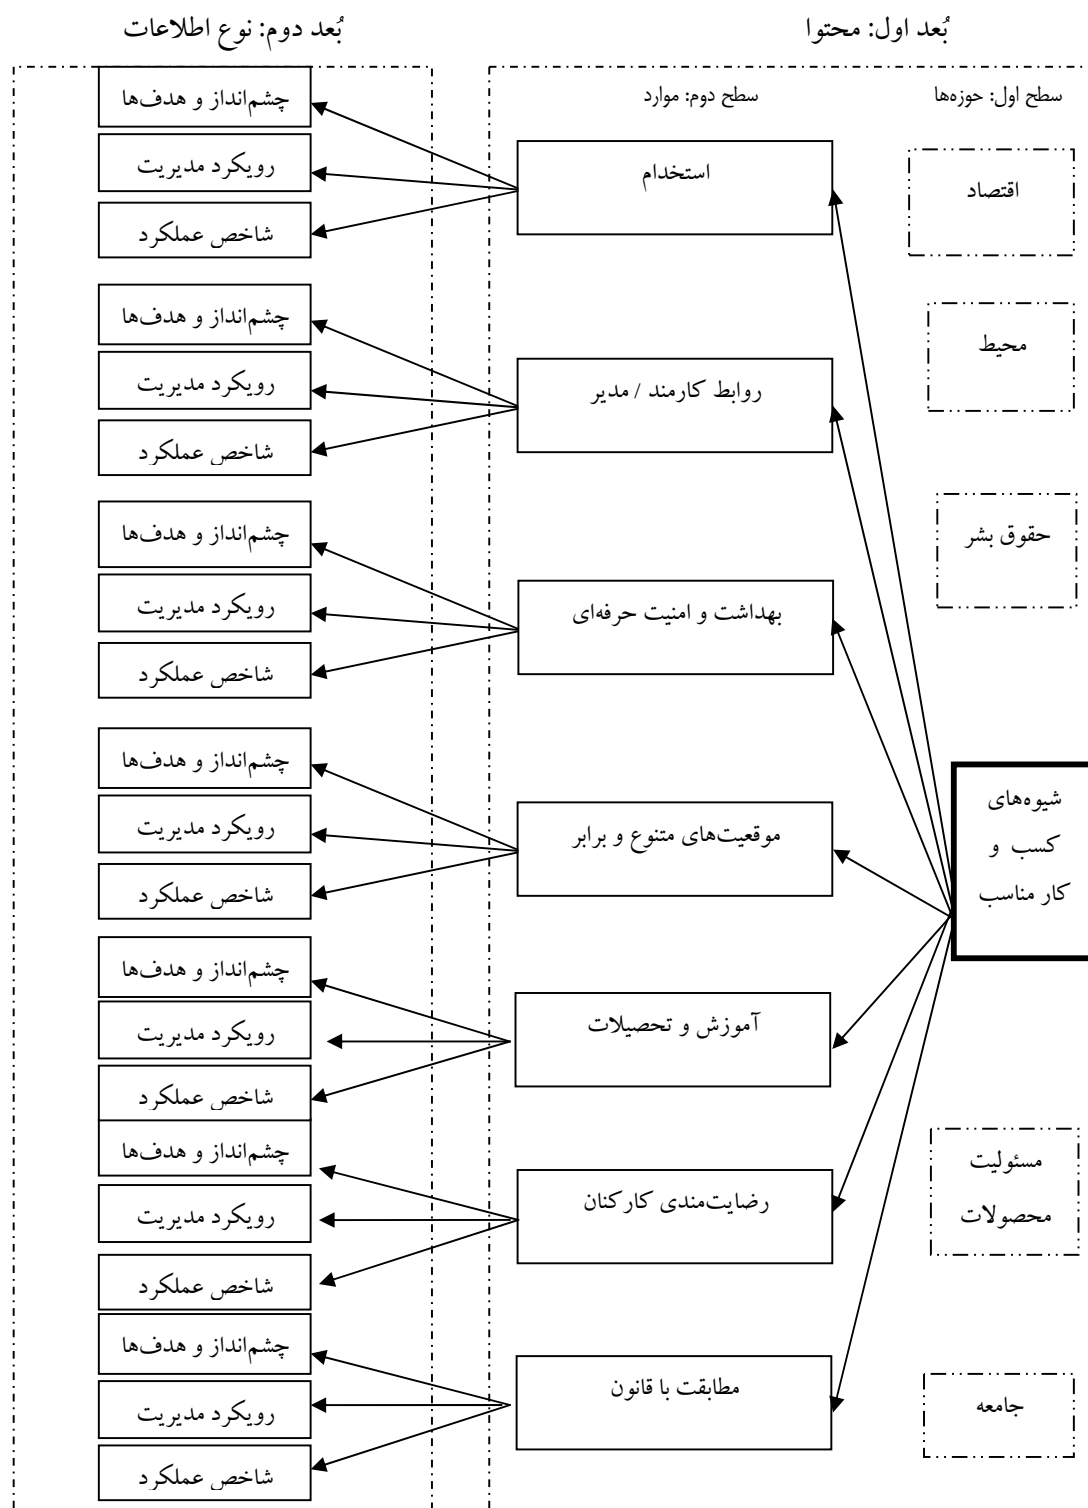 بُعد اول: محتوا
بُعد دوم: نوع اطلاعات
سطح اول: حوزه‌ها
سطح دوم: موارد
اقتصاد
محیط
حقوق بشر
شیوه‌های
کسب و
کار مناسب
مسئولیت
محصولات
جامعه
استخدام
چشم‌انداز و هدف‌ها
رویکرد مدیریت
شاخص عملکرد
روابط کارمند / مدیر
چشم‌انداز و هدف‌ها
رویکرد مدیریت
شاخص عملکرد
بهداشت و امنیت حرفه‌ای
چشم‌انداز و هدف‌ها
رویکرد مدیریت
شاخص عملکرد
موقعیت‌های متنوع و برابر
چشم‌انداز و هدف‌ها
رویکرد مدیریت
شاخص عملکرد
آموزش و تحصیلات
چشم‌انداز و هدف‌ها
رویکرد مدیریت
شاخص عملکرد
رضایت‌مندی کارکنان
چشم‌انداز و هدف‌ها
رویکرد مدیریت
شاخص عملکرد
مطابقت با قانون
چشم‌انداز و هدف‌ها
رویکرد مدیریت
شاخص عملکرد